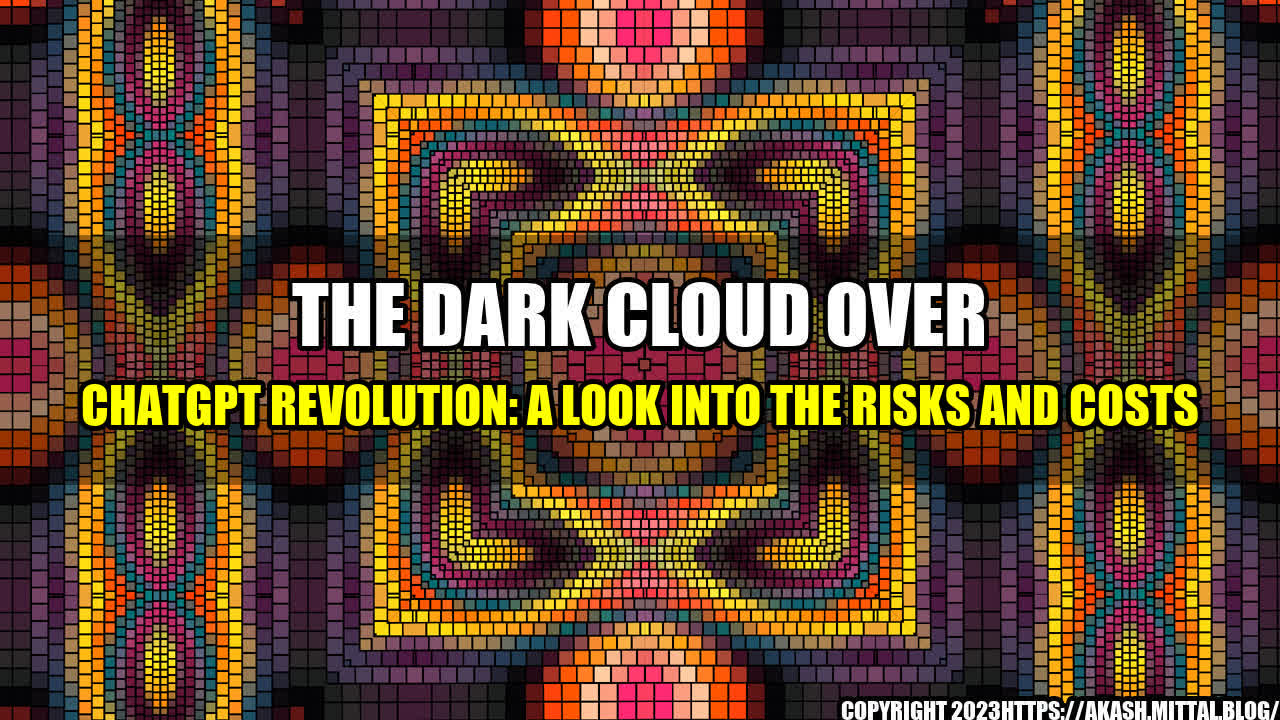 THE DARK CLOUD OVER
CHATGPT REVOLUTION: A LOOK INTO THE RISKS AND COSTS
COPYRIGHT 2023HTTPS://AKASH.MITTAL.BLOG/